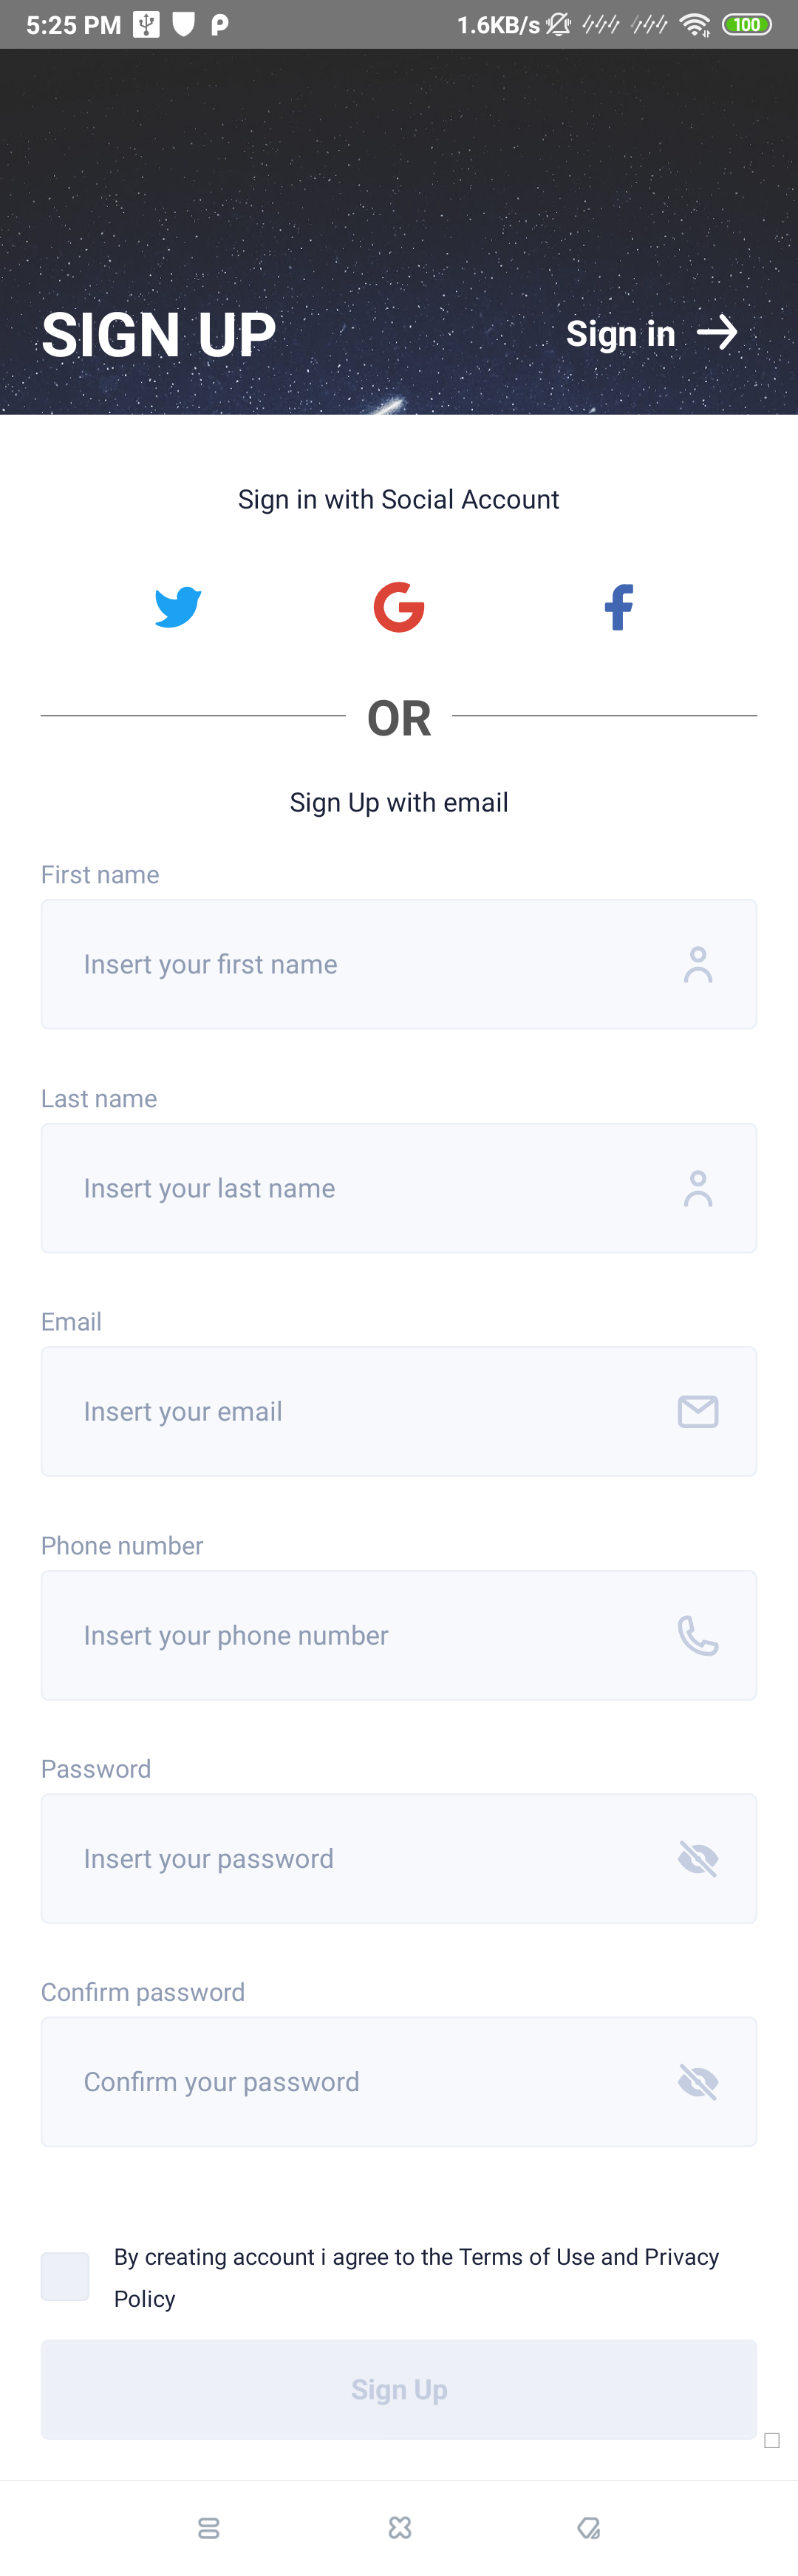 5:25 PM 1.6KB/s 100
SIGN UP
Sign in
Sign in with Social Account
OR
Sign Up with email
First name
Insert your first name
Last name
Insert your last name
Email
Insert your email
Phone number
Insert your phone number
Password
Insert your password
Confirm password
Confirm your password
By creating account i agree to the Terms of Use and Privacy
Policy
Sign Up